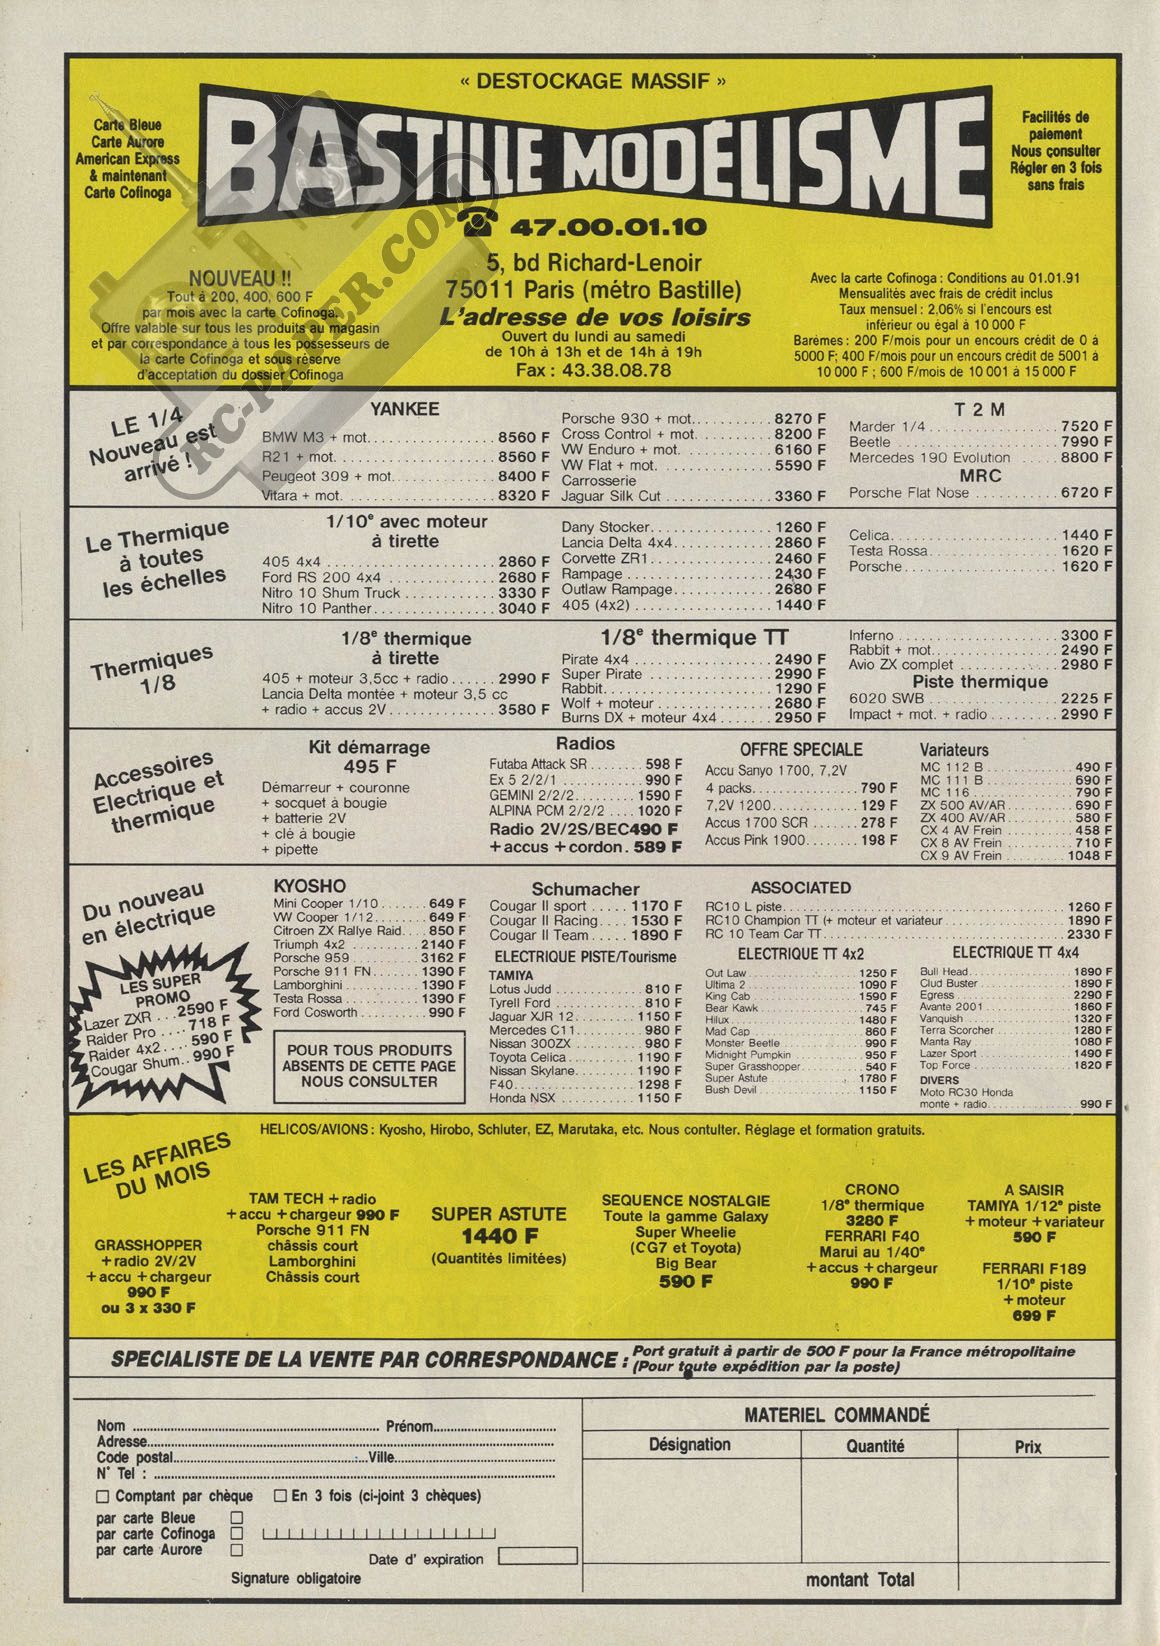 « DESTOCKAGE MASSIF »
BASTILLE MODÉLISME
Carte Bleue
Carte Aurore
American Express
& maintenant
Carte Cofinoga
Facilités de
paiement
Nous çonsulter
Régler en 3 fois
sans frais
☎ 47.00.01.10
5, bd Richard-Lenoir
75011 Paris (métro Bastille)
L'adresse de vos loisirs
Ouvert du lundi au samedi
de 10h à 13h et de 14h à 19h
Fax : 43.38.08.78
NOUVEAU !!
Tout à 200, 400, 600 F
par mois avec la carte Cofinoga.
Offre valable sur tous les produits au magasin
et par correspondance à tous les possesseurs de
la carte Cofinoga et sous réserve
d'acceptation du dossier Cofinoga
Avec la carte Cofinoga : Conditions au 01.01.91
Mensualités avec frais de crédit inclus
Taux mensuel : 2,06% si l'encours est
inférieur ou égal à 10 000 F
Barèmes : 200 F/mois pour un encours crédit de 0 à
5000 F; 400 F/mois pour un encours crédit de 5001 à
10 000 F ; 600 F/mois de 10 001 à 15 000 F
RC-PAPER.COM
LE 1/4
Nouveau est
arrivé !
YANKEE
BMW M3 + mot. 8560 F
R21 + mot. 8560 F
Peugeot 309 + mot. 8400 F
Vitara + mot. 8320 F
Porsche 930 + mot. 8270 F
Cross Control + mot. 8200 F
VW Enduro + mot. 6160 F
VW Flat + mot. 5590 F
Carrosserie
Jaguar Silk Cut 3360 F
T 2 M
Marder 1/4 7520 F
Beetle 7990 F
Mercedes 190 Evolution 8800 F
MRC
Porsche Flat Nose 6720 F
Le Thermique
à toutes
les échelles
1/10e avec moteur
à tirette
405 4x4 2860 F
Ford RS 200 4x4 2680 F
Nitro 10 Shum Truck 3330 F
Nitro 10 Panther 3040 F
Dany Stocker 1260 F
Lancia Delta 4x4 2860 F
Corvette ZR1 2460 F
Rampage 2430 F
Outlaw Rampage 2680 F
405 (4x2) 1440 F
Celica 1440 F
Testa Rossa 1620 F
Porsche 1620 F
Thermiques
1/8
1/8e thermique
à tirette
405 + moteur 3,5cc + radio 2990 F
Lancia Delta montée + moteur 3,5 cc
+ radio + accus 2V 3580 F
1/8e thermique TT
Pirate 4x4 2490 F
Super Pirate 2990 F
Rabbit 1290 F
Wolf + moteur 2680 F
Burns DX + moteur 4x4 2950 F
Inferno 3300 F
Rabbit + mot. 2490 F
Avio ZX complet 2980 F
Piste thermique
6020 SWB 2225 F
Impact + mot. + radio 2990 F
Accessoires
Electrique et
thermique
Kit démarrage
495 F
Démarreur + couronne
+ socquet à bougie
+ batterie 2V
+ clé à bougie
+ pipette
Radios
Futaba Attack SR 598 F
Ex 5 2/2/1 990 F
GEMINI 2/2/2 1590 F
ALPINA PCM 2/2/2 1020 F
Radio 2V/2S/BEC 490 F
+ accus + cordon. 589 F
OFFRE SPECIALE
Accu Sanyo 1700, 7,2V
4 packs 790 F
7,2V 1200 129 F
Accus 1700 SCR 278 F
Accus Pink 1900 198 F
Variateurs
MC 112 B 490 F
MC 111 B 690 F
MC 116 790 F
ZX 500 AV/AR 690 F
ZX 400 AV/AR 580 F
CX 4 AV Frein 458 F
CX 8 AV Frein 710 F
CX 9 AV Frein 1048 F
Du nouveau
en électrique
LES SUPER
PROMO
Lazer ZXR 2590 F
Raider Pro 718 F
Raider 4x2 590 F
Cougar Shum 990 F
KYOSHO
Mini Cooper 1/10 649 F
VW Cooper 1/12 649 F
Citroen ZX Rallye Raid 850 F
Triumph 4x2 2140 F
Porsche 959 3162 F
Porsche 911 FN 1390 F
Lamborghini 1390 F
Testa Rossa 1390 F
Ford Cosworth 990 F
POUR TOUS PRODUITS
ABSENTS DE CETTE PAGE
NOUS CONSULTER
Schumacher
Cougar II sport 1170 F
Cougar II Racing 1530 F
Cougar II Team 1890 F
ELECTRIQUE PISTE/Tourisme
TAMIYA
Lotus Judd 810 F
Tyrell Ford 810 F
Jaguar XJR 12 1150 F
Mercedes C11 980 F
Nissan 300ZX 980 F
Toyota Celica 1190 F
Nissan Skylane 1190 F
F40 1298 F
Honda NSX 1150 F
ASSOCIATED
RC10 L piste 1260 F
RC10 Champion TT (+ moteur et variateur 1890 F
RC 10 Team Car TT 2330 F
ELECTRIQUE TT 4x2
Out Law 1250 F
Ultima 2 1090 F
King Cab 1590 F
Bear Kawk 745 F
Hilux 1480 F
Mad Cap 860 F
Monster Beetle 990 F
Midnight Pumpkin 950 F
Super Grasshopper 540 F
Super Astute 1780 F
Bush Devil 1150 F
ELECTRIQUE TT 4x4
Bull Head 1890 F
Clud Buster 1890 F
Egress 2290 F
Avante 2001 1860 F
Vanquish 1320 F
Terra Scorcher 1280 F
Manta Ray 1080 F
Lazer Sport 1490 F
Top Force 1820 F
DIVERS
Moto RC30 Honda
monte + radio 990 F
HELICOS/AVIONS : Kyosho, Hirobo, Schluter, EZ, Marutaka, etc. Nous contulter. Réglage et formation gratuits.
LES AFFAIRES
DU MOIS
GRASSHOPPER
+ radio 2V/2V
+ accu + chargeur
990 F
ou 3 x 330 F
TAM TECH + radio
+ accu + chargeur 990 F
Porsche 911 FN
châssis court
Lamborghini
Châssis court
SUPER ASTUTE
1440 F
(Quantités limitées)
SEQUENCE NOSTALGIE
Toute la gamme Galaxy
Super Wheelie
(CG7 et Toyota)
Big Bear
590 F
CRONO
1/8e thermique
3280 F
FERRARI F40
Marui au 1/40e
+ accus + chargeur
990 F
A SAISIR
TAMIYA 1/12e piste
+ moteur + variateur
590 F
FERRARI F189
1/10e piste
+ moteur
699 F
SPECIALISTE DE LA VENTE PAR CORRESPONDANCE : Port gratuit à partir de 500 F pour la France métropolitaine
(Pour toute expédition par la poste)
Nom Prénom
Adresse
Code postal Ville
N° Tel :
☐ Comptant par chèque ☐ En 3 fois (ci-joint 3 chèques)
par carte Bleue ☐
par carte Cofinoga ☐
par carte Aurore ☐
Date d' expiration
Signature obligatoire
MATERIEL COMMANDÉ
Désignation Quantité Prix
montant Total